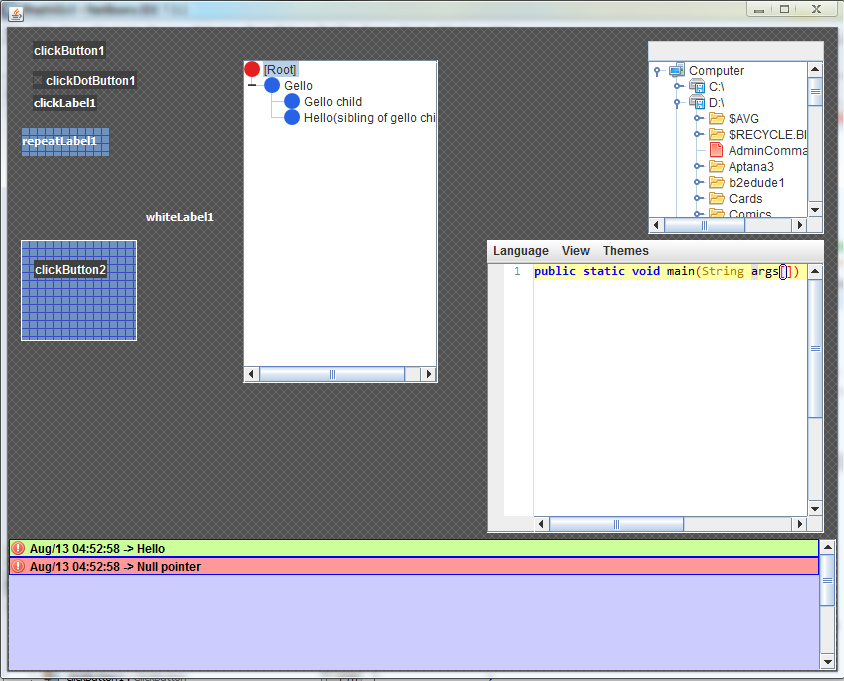 clickButton1
clickDotButton1
clickLabel1
repeatLabel1
whiteLabel1
clickButton2
[Root]
Gello
Gello child
Hello(sibling of gello chi
Computer
C:\
D:\
$AVG
$RECYCLE.BI
AdminComma
Aptana3
b2edude1
Cards
Comics
Language View Themes
1 public static void main(String args[])
Aug/13 04:52:58 -> Hello
Aug/13 04:52:58 -> Null pointer